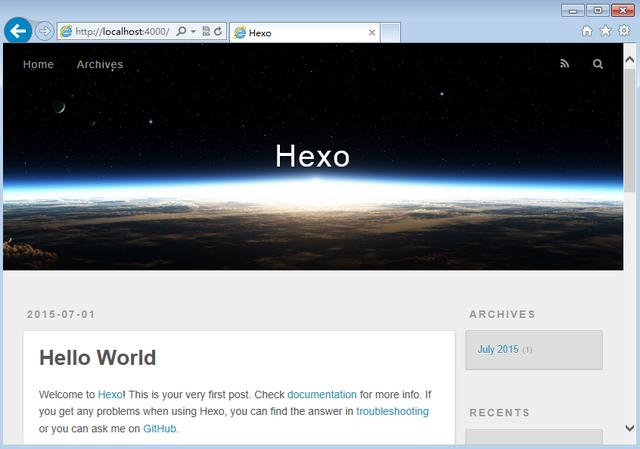 http://localhost:4000/
Hexo
Home Archives
Hexo
2015-07-01
Hello World
Welcome to Hexo! This is your very first post. Check documentation for more info. If
you get any problems when using Hexo, you can find the answer in troubleshooting
or you can ask me on GitHub.
ARCHIVES
July 2015 (1)
RECENTS